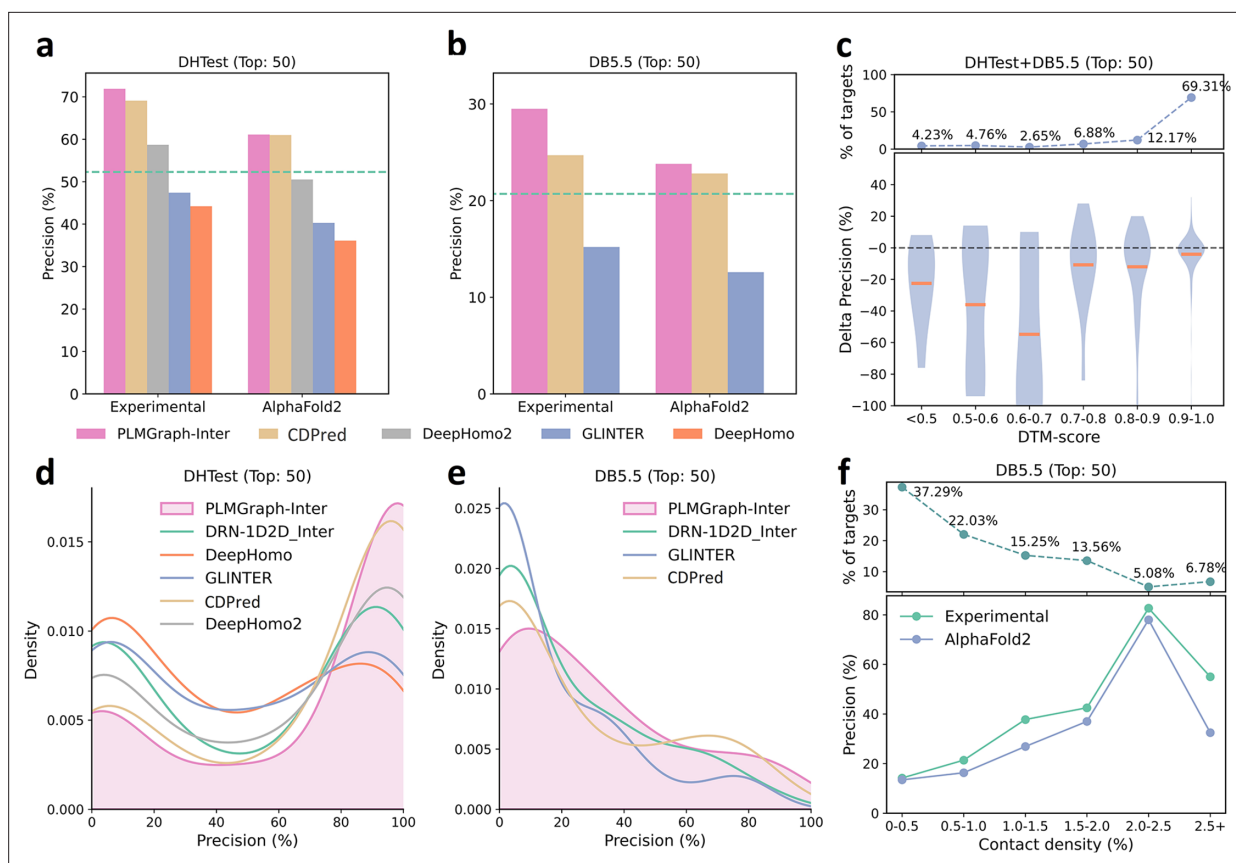 a
DHTest (Top: 50)
Precision (%)
70
60
50
40
30
20
10
0
Experimental
AlphaFold2
b
DB5.5 (Top: 50)
Precision (%)
30
20
10
0
Experimental
AlphaFold2
PLMGraph-Inter
CDPred
DeepHomo2
GLINTER
DeepHomo
c
DHTest+DB5.5 (Top: 50)
% of targets
100
50
0
4.23%
4.76%
2.65%
6.88%
12.17%
69.31%
Delta Precision (%)
40
20
−0
−20
−40
−60
−80
−100
<0.5
0.5-0.6
0.6-0.7
0.7-0.8
0.8-0.9
0.9-1.0
DTM-score
d
DHTest (Top: 50)
PLMGraph-Inter
DRN-1D2D_Inter
DeepHomo
GLINTER
CDPred
DeepHomo2
Density
0.015
0.010
0.005
0.000
0
20
40
60
80
100
Precision (%)
e
DB5.5 (Top: 50)
PLMGraph-Inter
DRN-1D2D_Inter
GLINTER
CDPred
Density
0.025
0.020
0.015
0.010
0.005
0.000
0
20
40
60
80
100
Precision (%)
f
DB5.5 (Top: 50)
% of targets
30
20
10
37.29%
22.03%
15.25%
13.56%
5.08%
6.78%
Experimental
AlphaFold2
Precision (%)
80
60
40
20
0
0-0.5
0.5-1.0
1.0-1.5
1.5-2.0
2.0-2.5
2.5+
Contact density (%)